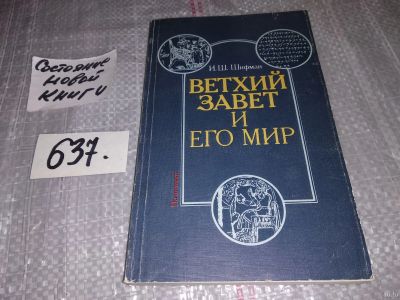 Состояние
новой
книги
637.
И.Ш. Шифман
ВЕТХИЙ
ЗАВЕТ
И
ЕГО МИР